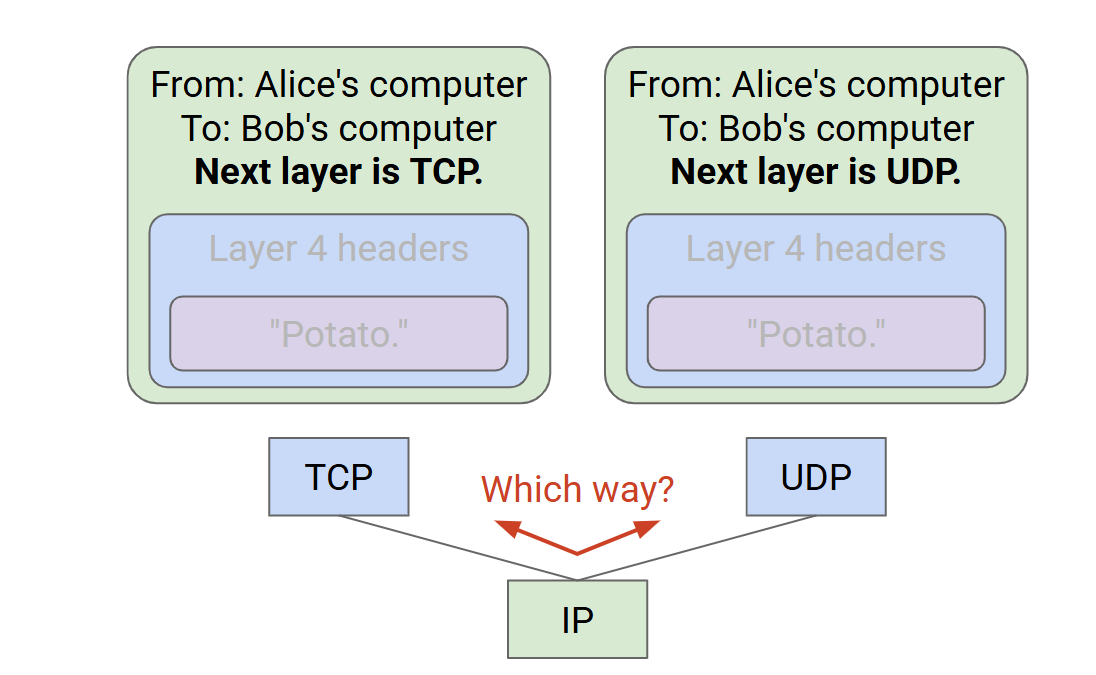 From: Alice's computer
To: Bob's computer
Next layer is TCP.
Layer 4 headers
"Potato."
From: Alice's computer
To: Bob's computer
Next layer is UDP.
Layer 4 headers
"Potato."
TCP
Which way?
UDP
IP